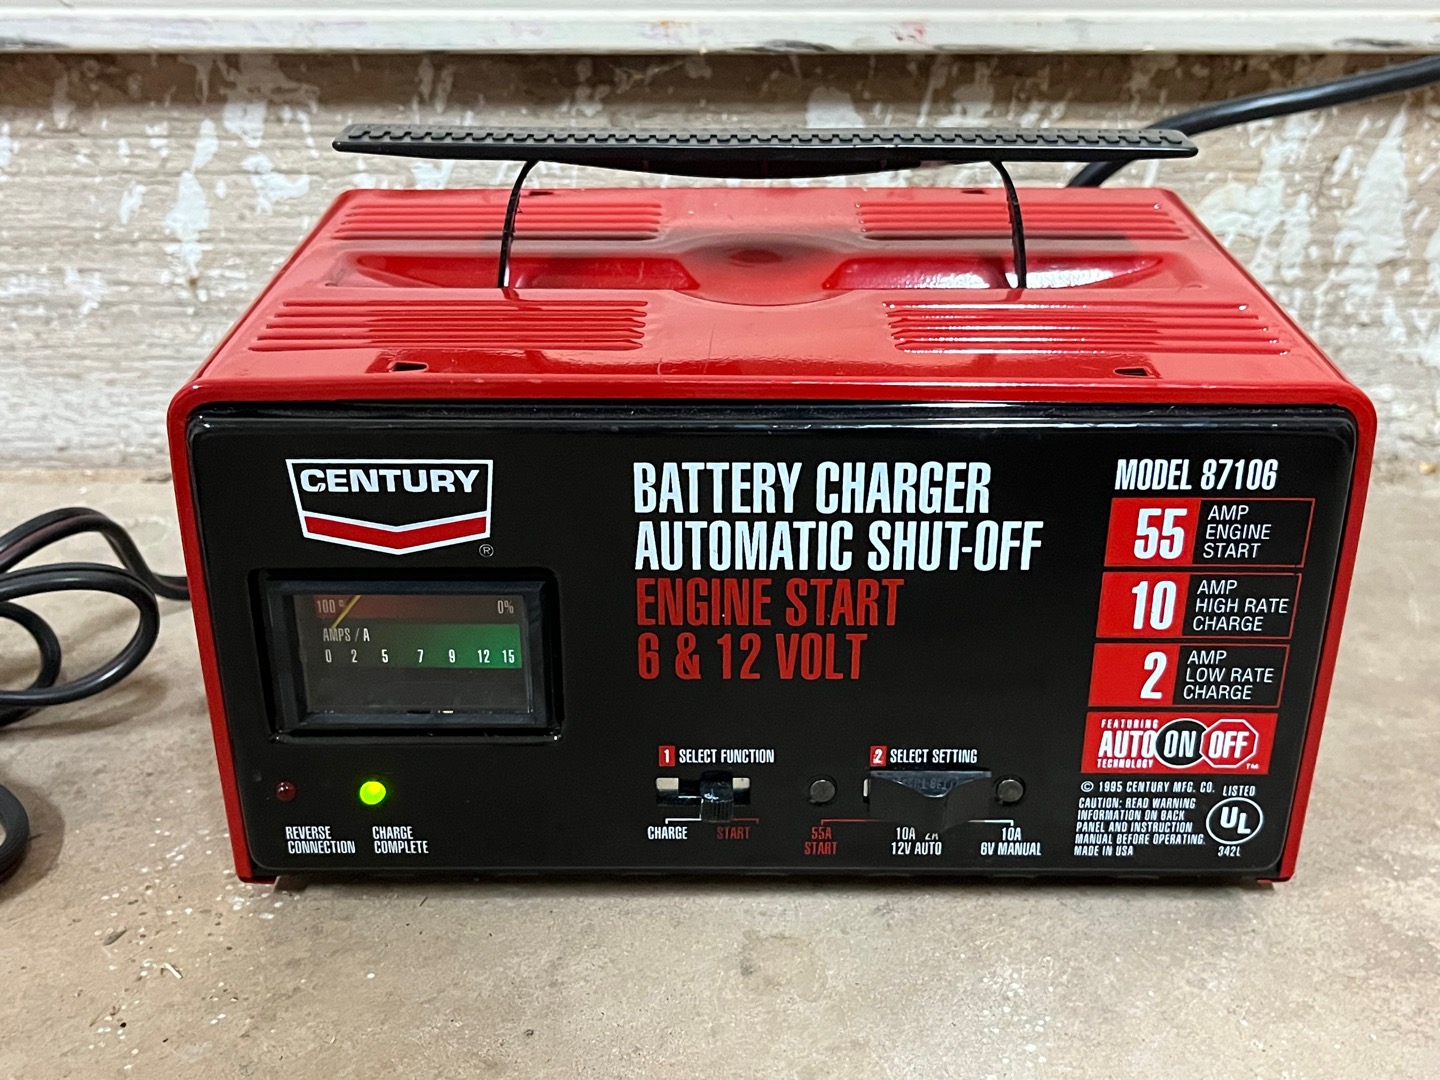 CENTURY
®
BATTERY CHARGER
AUTOMATIC SHUT-OFF
ENGINE START
6 & 12 VOLT
MODEL 87106
55 AMP ENGINE START
10 AMP HIGH RATE CHARGE
2 AMP LOW RATE CHARGE
FEATURING
AUTO ON OFF
TECHNOLOGY TM
100% 0%
AMPS / A
0 2 5 7 9 12 15
REVERSE CONNECTION
CHARGE COMPLETE
1 SELECT FUNCTION
CHARGE START
2 SELECT SETTING
55A START
10A 2A
12V AUTO
10A
6V MANUAL
© 1995 CENTURY MFG. CO.
CAUTION: READ WARNING
INFORMATION ON BACK
PANEL AND INSTRUCTION
MANUAL BEFORE OPERATING.
MADE IN USA
LISTED
UL
342L